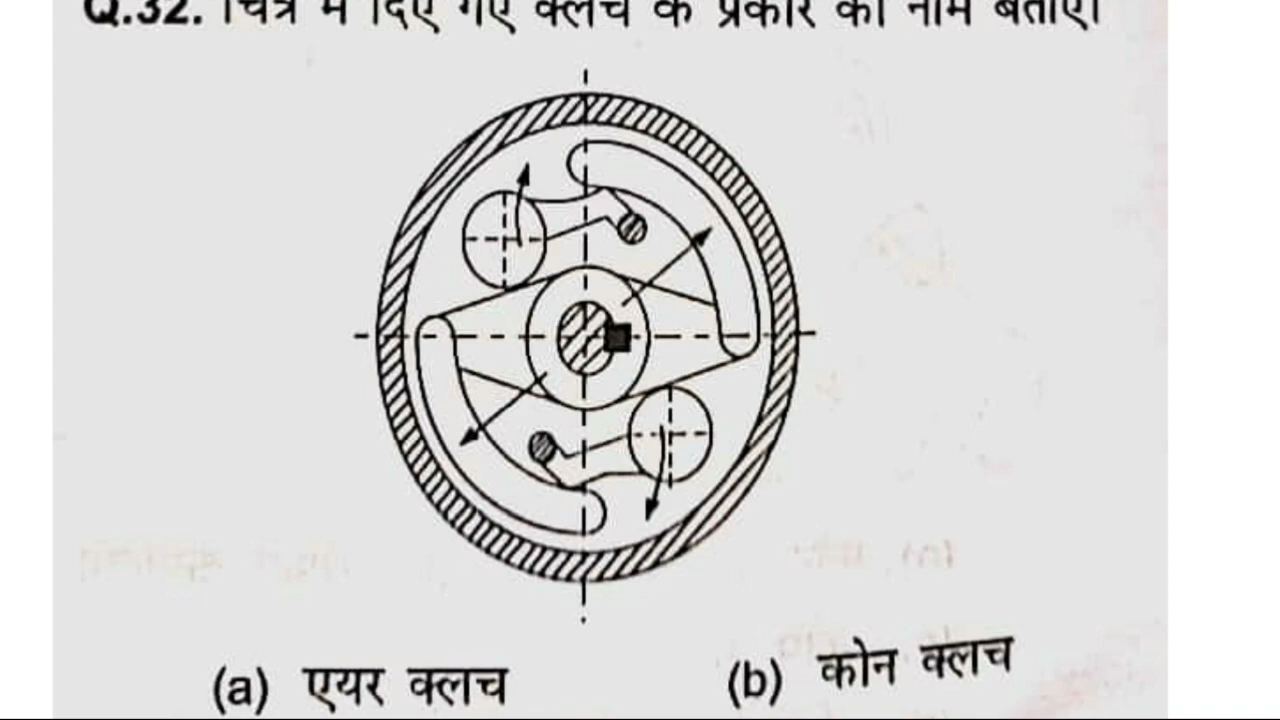 Q.32. चित्र में दिए गए क्लच के प्रकार का नाम बताएं।
(a) एयर क्लच
(b) कोन क्लच